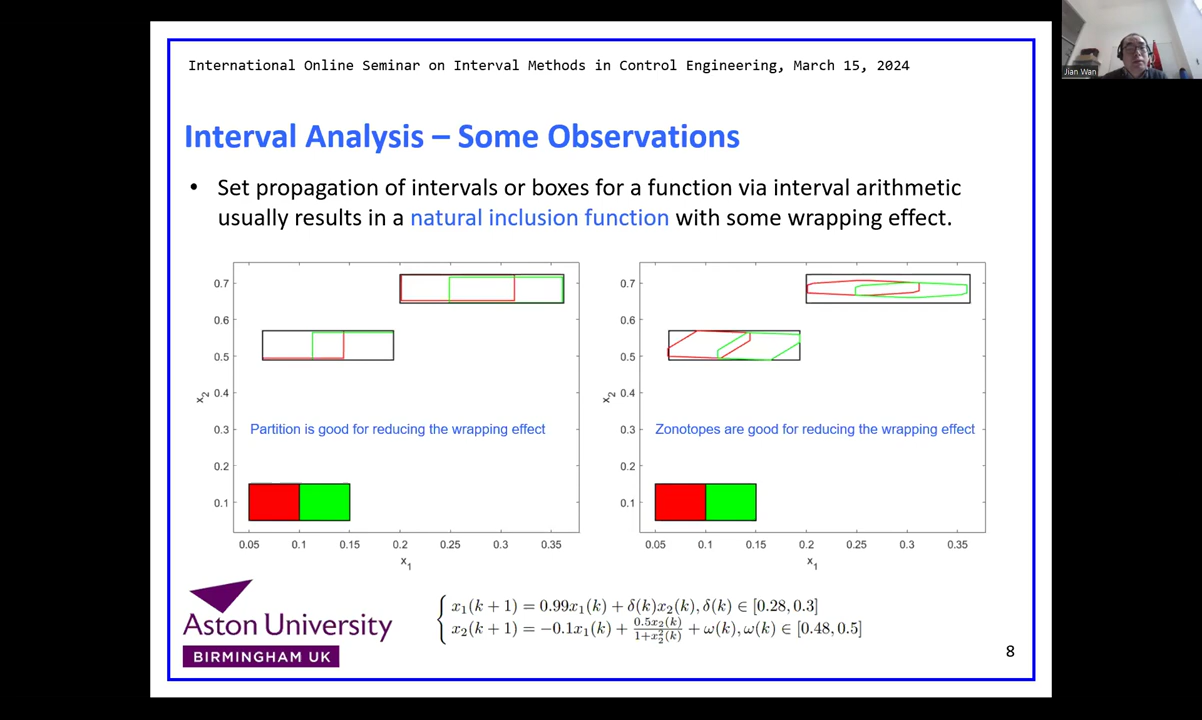 International Online Seminar on Interval Methods in Control Engineering, March 15, 2024
Jian Wan
Interval Analysis – Some Observations
• Set propagation of intervals or boxes for a function via interval arithmetic
usually results in a natural inclusion function with some wrapping effect.
0.7
0.6
0.5
0.4
0.3
0.2
0.1
x₂
Partition is good for reducing the wrapping effect
0.05 0.1 0.15 0.2 0.25 0.3 0.35
x₁
0.7
0.6
0.5
0.4
0.3
0.2
0.1
x₂
Zonotopes are good for reducing the wrapping effect
0.05 0.1 0.15 0.2 0.25 0.3 0.35
x₁
Aston University
BIRMINGHAM UK
x₁(k + 1) = 0.99x₁(k) + δ(k)x₂(k), δ(k) ∈ [0.28, 0.3]
x₂(k + 1) = −0.1x₁(k) + 0.5x₂(k)/1+x₂²(k) + ω(k), ω(k) ∈ [0.48, 0.5]
8